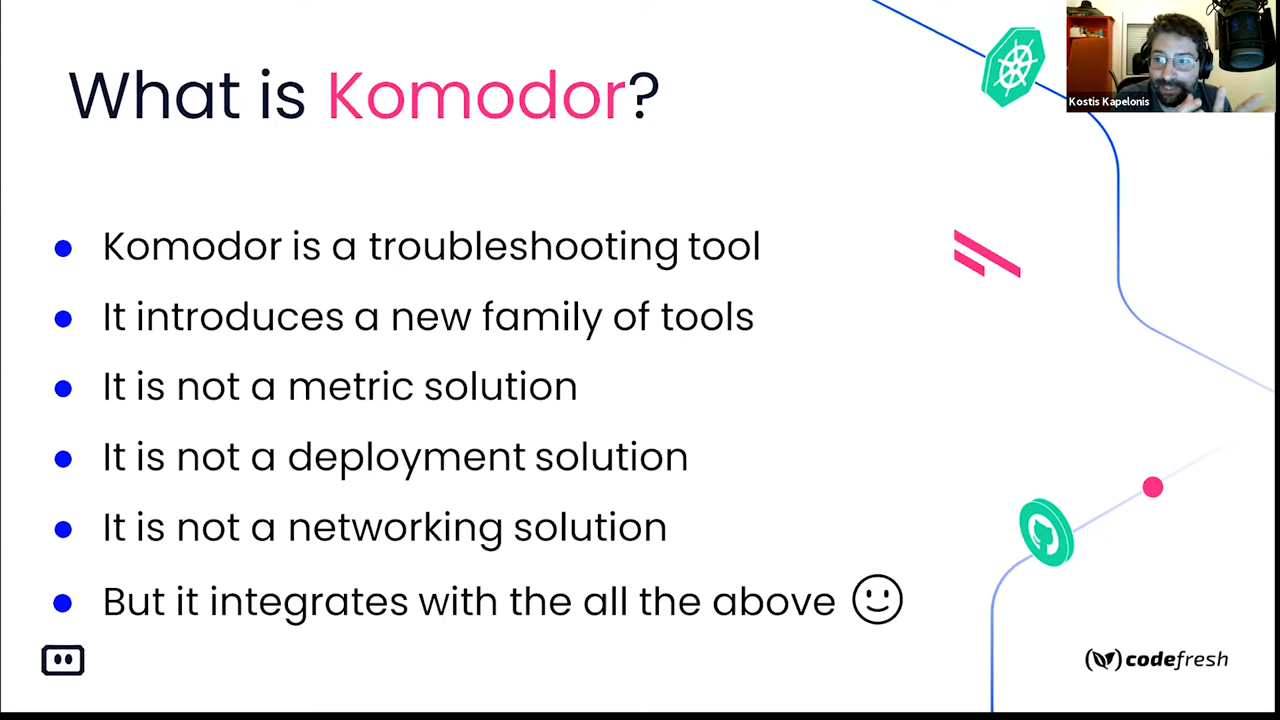 What is Komodor?
Kostis Kapelonis
Komodor is a troubleshooting tool
It introduces a new family of tools
It is not a metric solution
It is not a deployment solution
It is not a networking solution
But it integrates with the all the above
codefresh